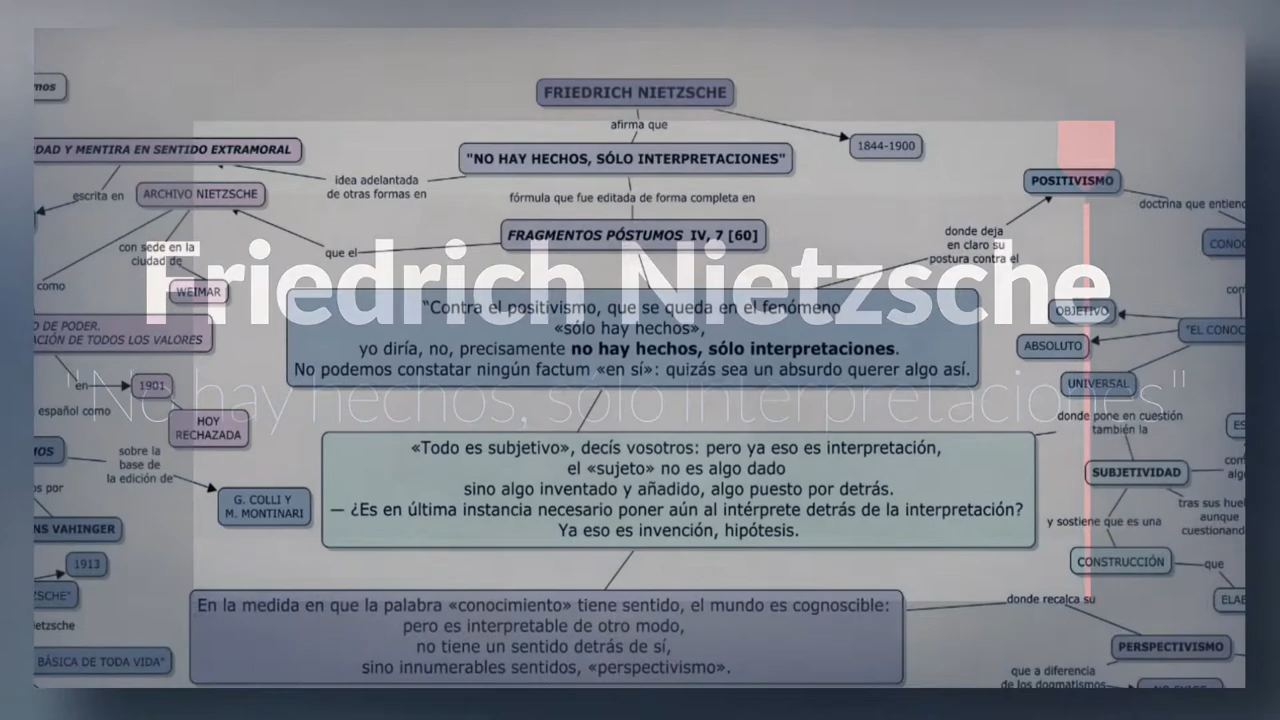 FRIEDRICH NIETZSCHE
afirma que
1844-1900
"NO HAY HECHOS, SÓLO INTERPRETACIONES"
VERDAD Y MENTIRA EN SENTIDO EXTRAMORAL
idea adelantada
de otras formas en
fórmula que fue editada de forma completa en
POSITIVISMO
escrita en
ARCHIVO NIETZSCHE
doctrina que
FRAGMENTOS PÓSTUMOS IV, 7 [60]
donde deja
en claro su
postura contra el
con sede en la
ciudad de
que el
Friedrich Nietzsche
como
WEIMAR
"Contra el positivismo, que se queda en el fenómeno
«sólo hay hechos»,
yo diría, no, precisamente no hay hechos, sólo interpretaciones.
No podemos constatar ningún factum «en sí»: quizás sea un absurdo querer algo así.
OBJETIVO
DE PODER.
DE TODOS LOS VALORES
"EL
ABSOLUTO
en
1901
UNIVERSAL
"No hay hechos, sólo interpretaciones"
español como
HOY
RECHAZADA
donde pone en cuestión
también la
sobre la
base de
la edición de
«Todo es subjetivo», decís vosotros: pero ya eso es interpretación,
el «sujeto» no es algo dado
sino algo inventado y añadido, algo puesto por detrás.
— ¿Es en última instancia necesario poner aún al intérprete detrás de la interpretación?
Ya eso es invención, hipótesis.
SUBJETIVIDAD
por
G. COLLI Y
M. MONTINARI
tras sus
aunque
VAHINGER
y sostiene que es una
1913
CONSTRUCCIÓN
que
En la medida en que la palabra «conocimiento» tiene sentido, el mundo es cognoscible:
pero es interpretable de otro modo,
no tiene un sentido detrás de sí,
sino innumerables sentidos, «perspectivismo».
donde recalca su
BÁSICA DE TODA VIDA"
PERSPECTIVISMO
que a diferencia
de los dogmatismos